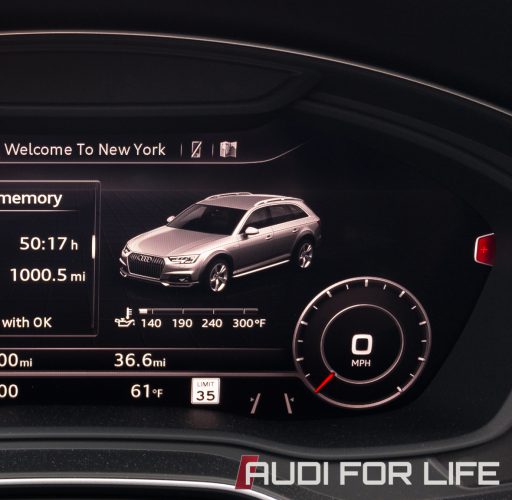 Welcome To New York
memory
50:17 h
1000.5 mi
with OK
140 190 240 300°F
00mi 36.6mi
00 61°F
LIMIT
35
0
MPH
AUDI FOR LIFE